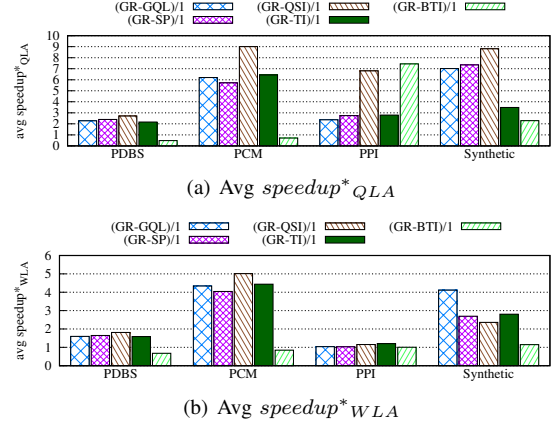 (GR-GQL)/1 (GR-QSI)/1 (GR-BTI)/1
(GR-SP)/1 (GR-TI)/1
avg speedup*QLA
10
9
8
7
6
5
4
3
2
1
0
PDBS PCM PPI Synthetic
(a) Avg speedup*QLA
(GR-GQL)/1 (GR-QSI)/1 (GR-BTI)/1
(GR-SP)/1 (GR-TI)/1
avg speedup*WLA
6
5
4
3
2
1
0
PDBS PCM PPI Synthetic
(b) Avg speedup*WLA